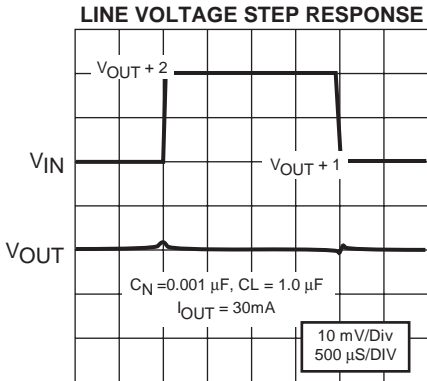 LINE VOLTAGE STEP RESPONSE
VOUT + 2
VIN
VOUT + 1
VOUT
CN =0.001 µF, CL = 1.0 µF
IOUT = 30mA
10 mV/Div
500 µS/DIV